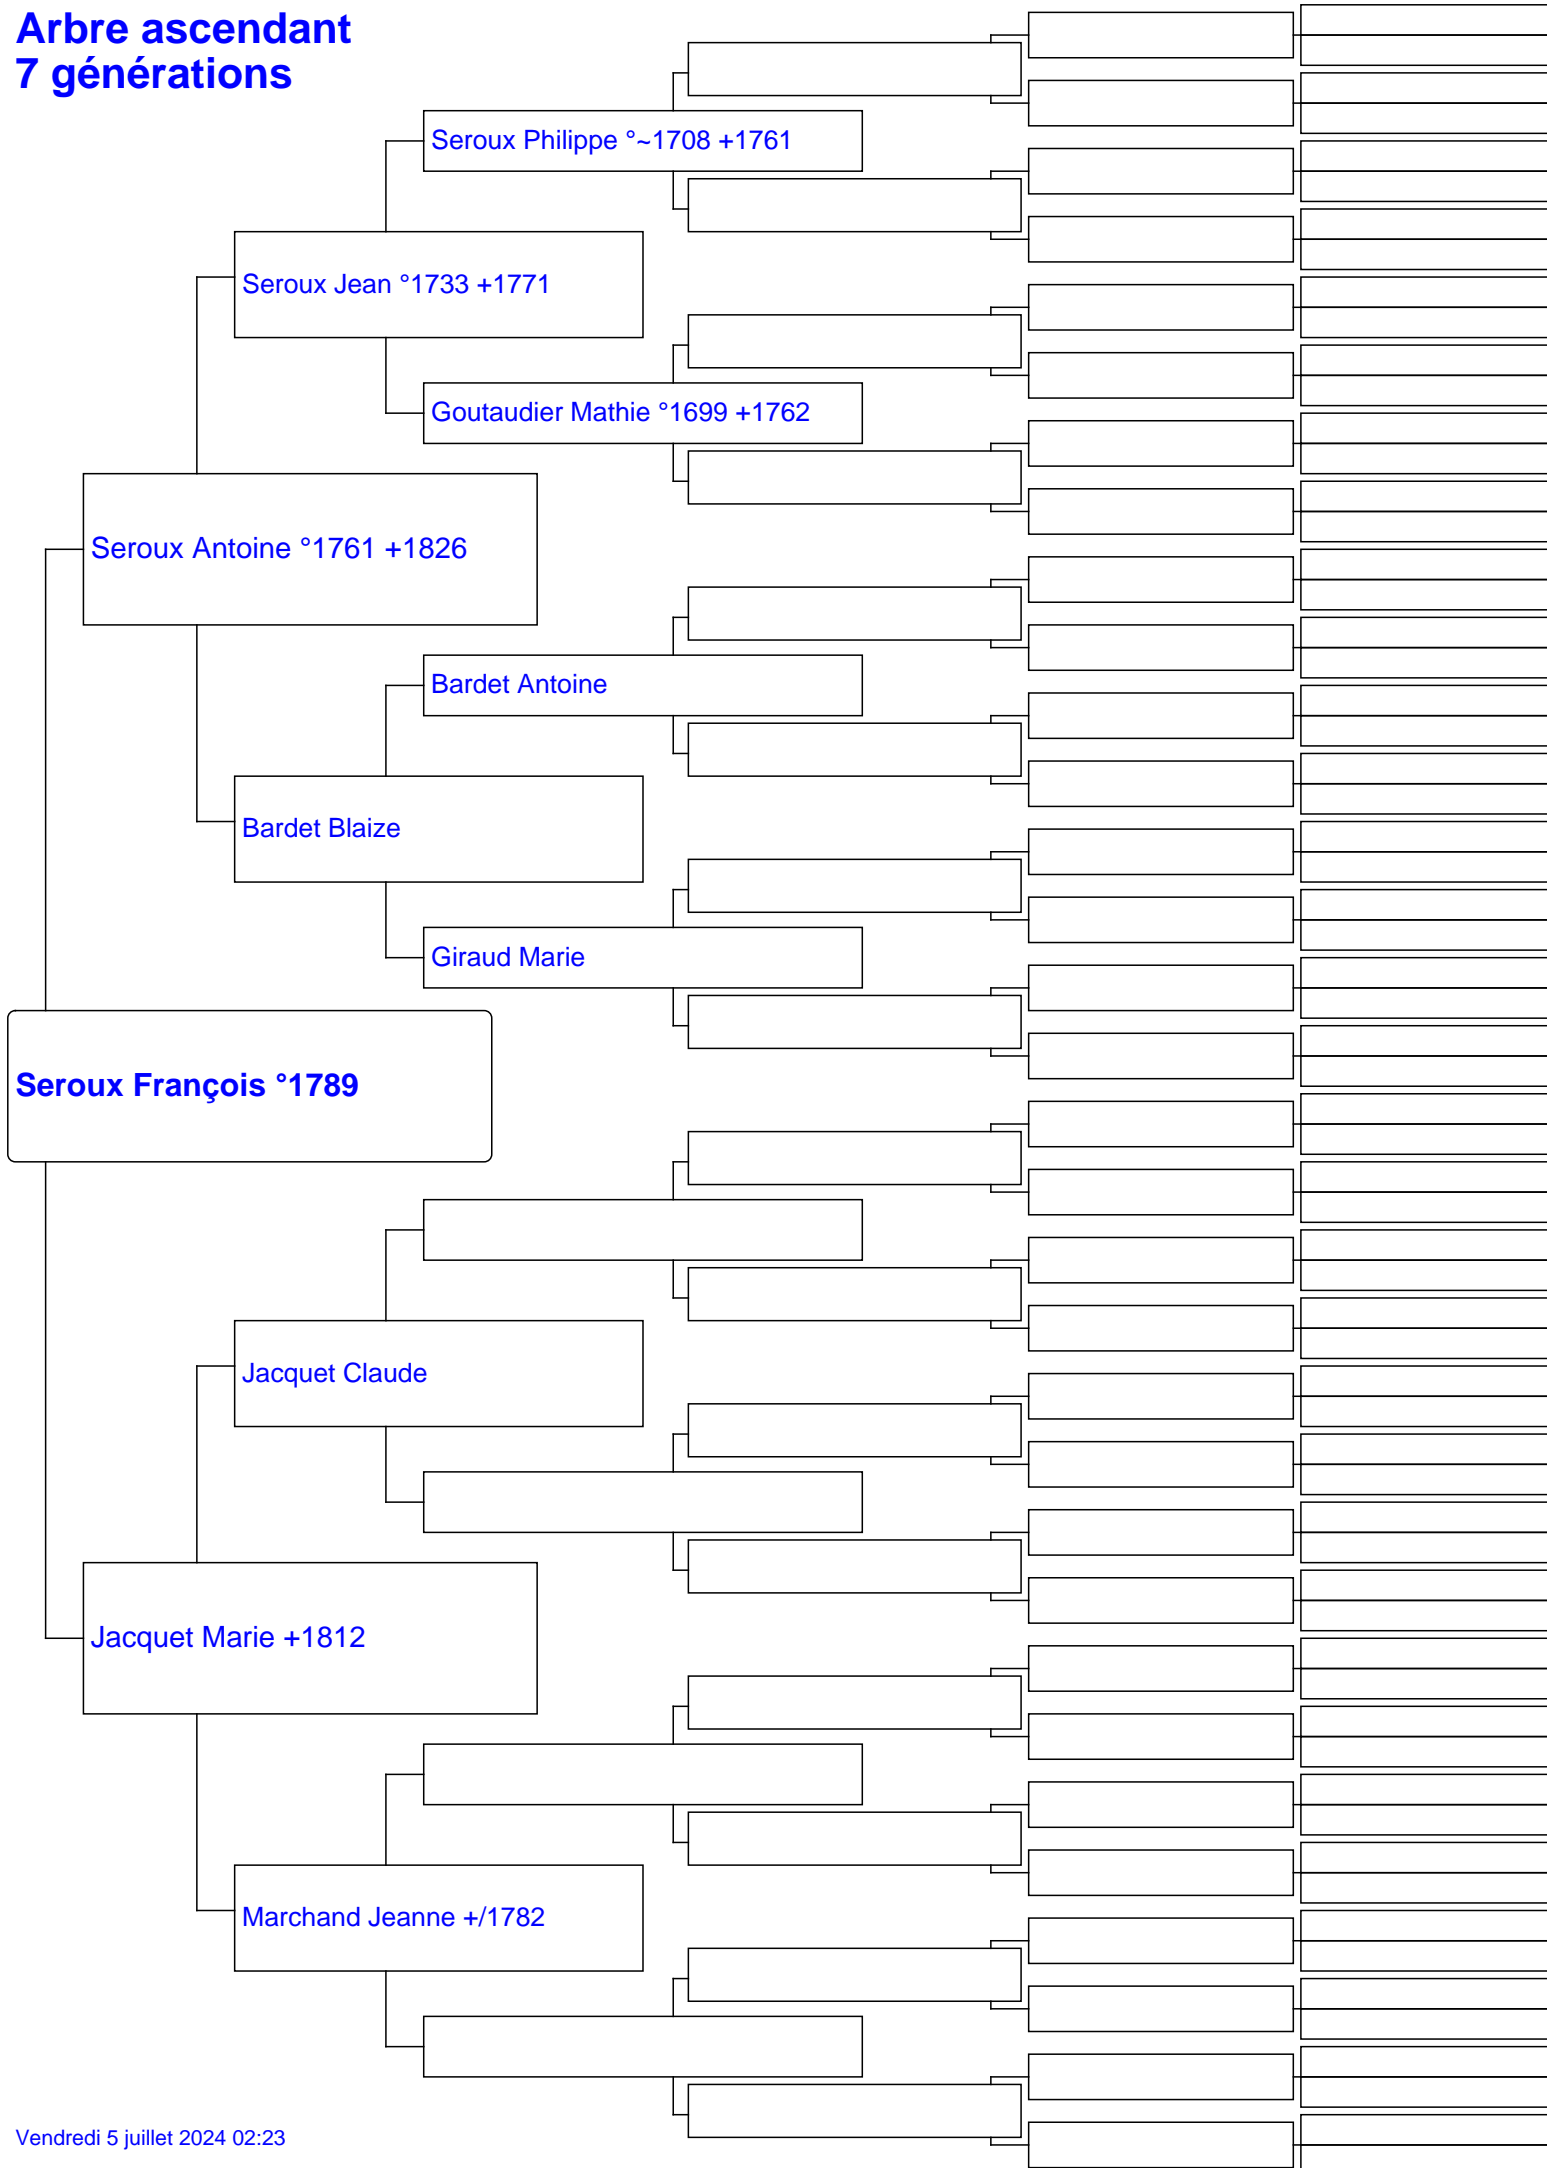 Arbre ascendant
7 générations
Seroux Philippe °~1708 +1761
Seroux Jean °1733 +1771
Goutaudier Mathie °1699 +1762
Seroux Antoine °1761 +1826
Bardet Antoine
Bardet Blaize
Giraud Marie
Seroux François °1789
Jacquet Claude
Jacquet Marie +1812
Marchand Jeanne +/1782
Vendredi 5 juillet 2024 02:23